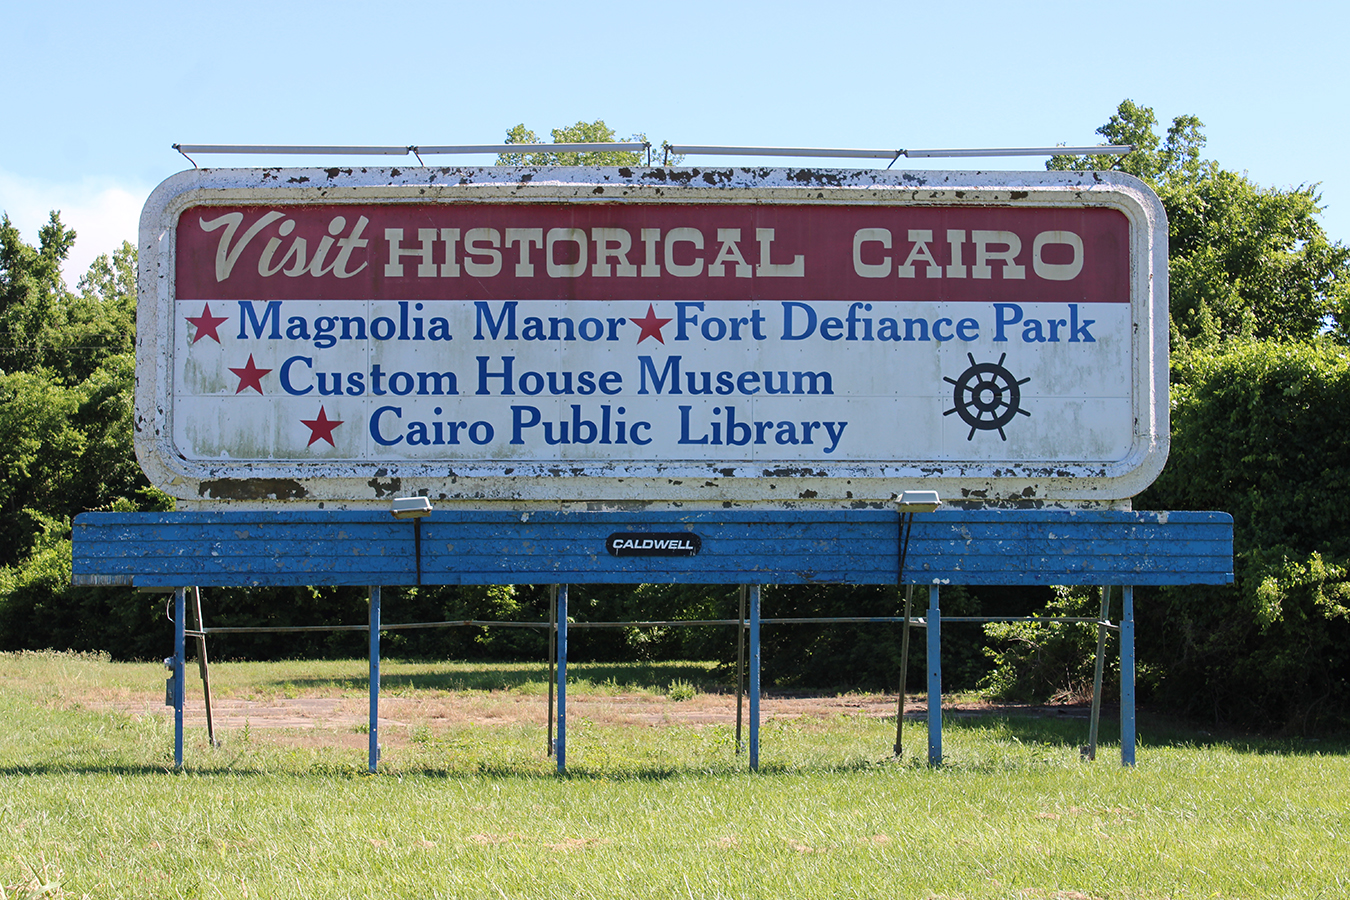 Visit HISTORICAL CAIRO
★Magnolia Manor★Fort Defiance Park
★Custom House Museum
★Cairo Public Library
CALDWELL